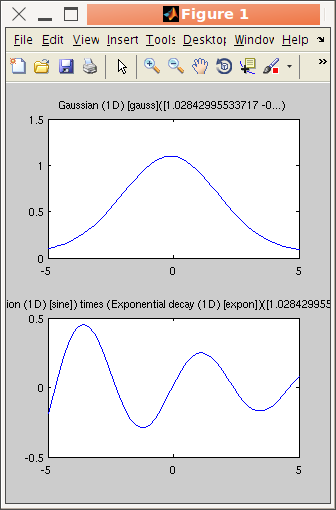 Figure 1
File Edit View Insert Tools Desktop Window Help
Gaussian (1D) [gauss]([1.02842995533717 -0...)
1.5
1
0.5
0
-5 0 5
ion (1D) [sine]) times (Exponential decay (1D) [expon])([1.028429955
0.5
0
-0.5
-5 0 5